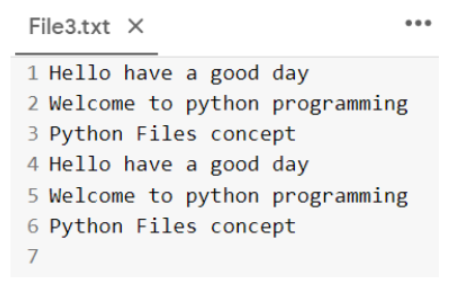 File3.txt ×
1 Hello have a good day
2 Welcome to python programming
3 Python Files concept
4 Hello have a good day
5 Welcome to python programming
6 Python Files concept
7